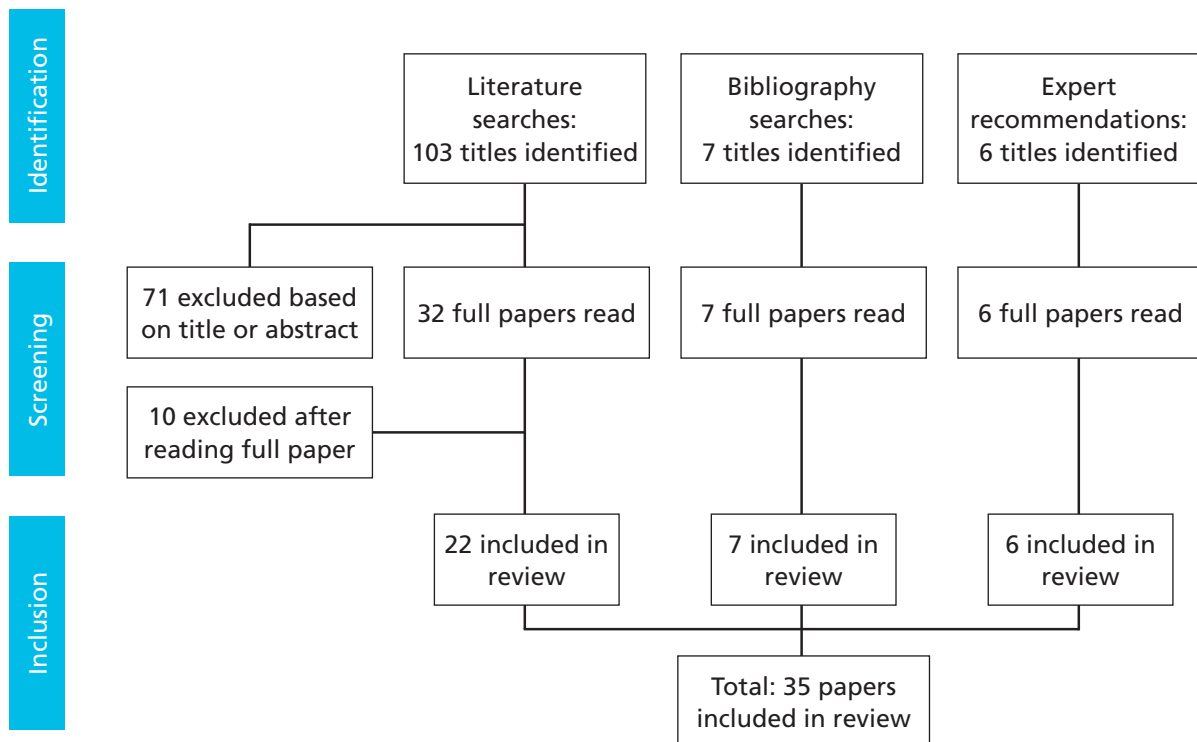 Identification
Literature
searches:
103 titles identified
Bibliography
searches:
7 titles identified
Expert
recommendations:
6 titles identified
Screening
71 excluded based
on title or abstract
32 full papers read
7 full papers read
6 full papers read
10 excluded after
reading full paper
Inclusion
22 included in
review
7 included in
review
6 included in
review
Total: 35 papers
included in review